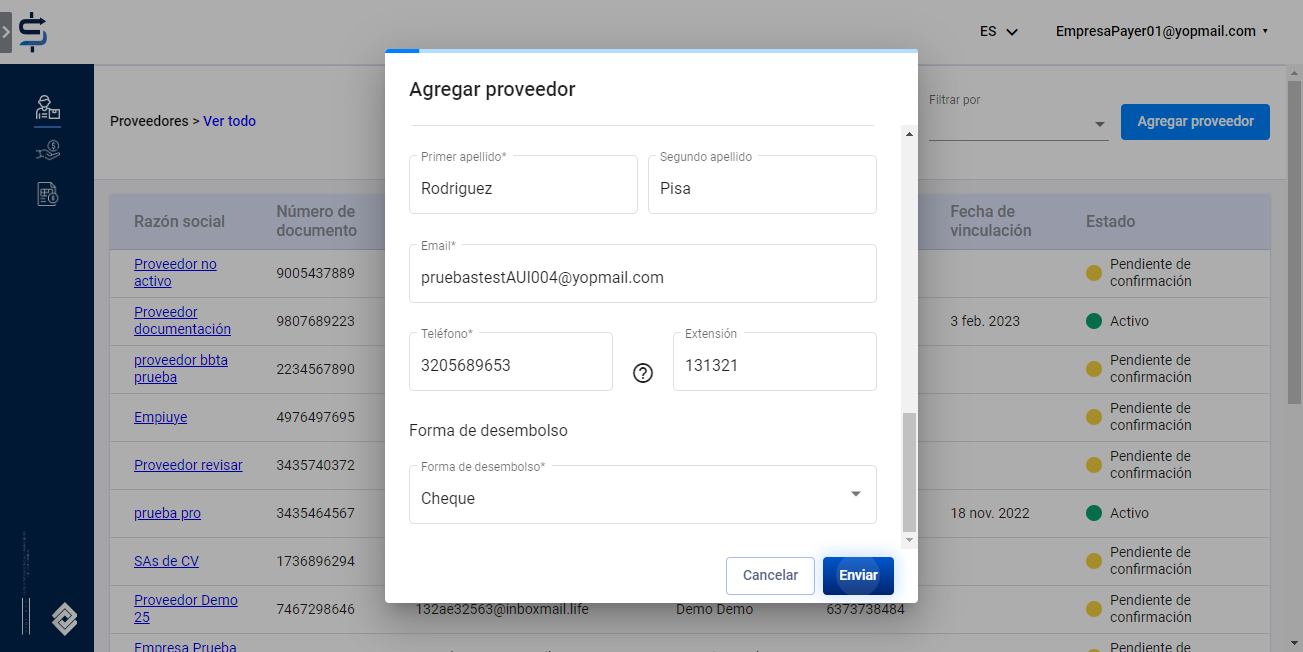 ES
EmpresaPayer01@yopmail.com
Agregar proveedor
Proveedores > Ver todo
Filtrar por
Agregar proveedor
Primer apellido*
Rodriguez
Segundo apellido
Pisa
Email*
pruebastestAUI004@yopmail.com
Teléfono*
3205689653
Extensión
131321
Forma de desembolso
Forma de desembolso*
Cheque
Cancelar
Enviar
Razón social
Número de
documento
Fecha de
vinculación
Estado
Proveedor no
activo
9005437889
Pendiente de
confirmación
Proveedor
documentación
9807689223
3 feb. 2023
Activo
proveedor bbta
prueba
2234567890
Pendiente de
confirmación
Empiuye
4976497695
Pendiente de
confirmación
Proveedor revisar
3435740372
Pendiente de
confirmación
prueba pro
3435464567
18 nov. 2022
Activo
SAs de CV
1736896294
Pendiente de
confirmación
Proveedor Demo
25
7467298646
132ae32563@inboxmail.life
Demo Demo
6373738484
Pendiente de
confirmación
Empresa Prueba
Pendiente de